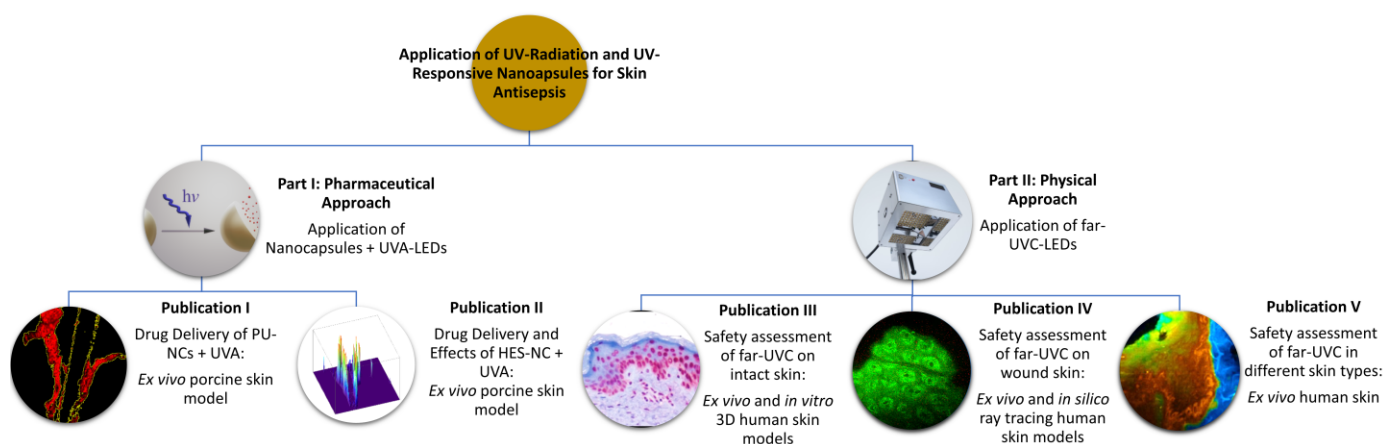 Application of UV-Radiation and UV-
Responsive Nanoapsules for Skin
Antisepsis
hν
Part I: Pharmaceutical
Approach
Application of
Nanocapsules + UVA-LEDs
Part II: Physical
Approach
Application of far-
UVC-LEDs
Publication I
Drug Delivery of PU-
NCs + UVA:
Ex vivo porcine skin
model
Publication II
Drug Delivery and
Effects of HES-NC +
UVA:
Ex vivo porcine skin
model
Publication III
Safety assessment
of far-UVC on
intact skin:
Ex vivo and in vitro
3D human skin
models
Publication IV
Safety assessment
of far-UVC on
wound skin:
Ex vivo and in silico
ray tracing human
skin models
Publication V
Safety assessment
of far-UVC in
different skin types:
Ex vivo human skin